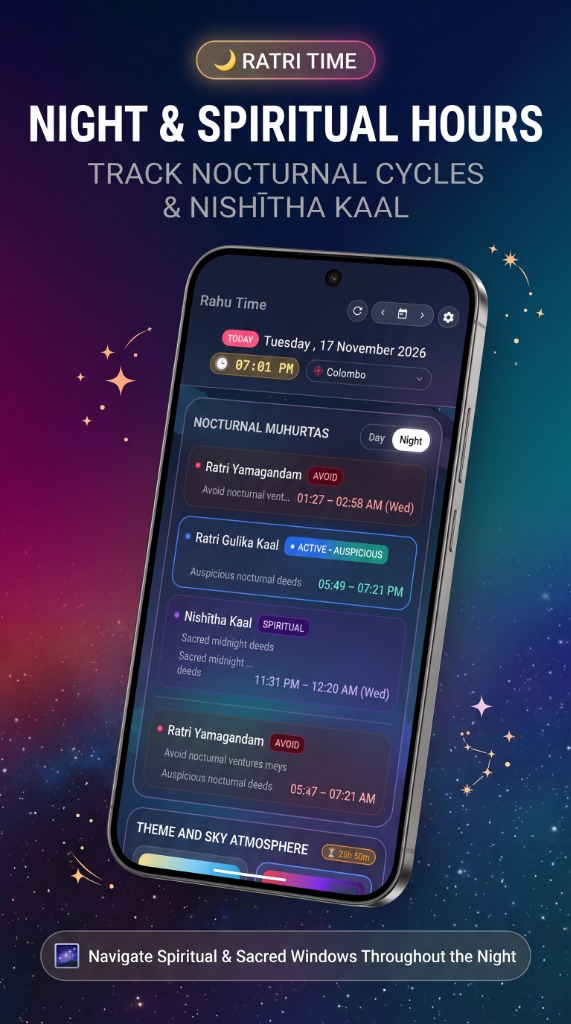 🌙 RATRI TIME
NIGHT & SPIRITUAL HOURS
TRACK NOCTURNAL CYCLES
& NISHĪTHA KAAL
Rahu Time
TODAY Tuesday, 17 November 2026
07:01 PM Colombo
NOCTURNAL MUHURTAS Day Night
Ratri Yamagandam AVOID
Avoid nocturnal vent... 01:27 – 02:58 AM (Wed)
Ratri Gulika Kaal • ACTIVE - AUSPICIOUS
Auspicious nocturnal deeds 05:49 – 07:21 PM
Nishītha Kaal SPIRITUAL
Sacred midnight deeds
Sacred midnight ...
deeds 11:31 PM – 12:20 AM (Wed)
Ratri Yamagandam AVOID
Avoid nocturnal ventures meys
Auspicious nocturnal deeds 05:47 – 07:21 AM
THEME AND SKY ATMOSPHERE 25h 50m
Navigate Spiritual & Sacred Windows Throughout the Night